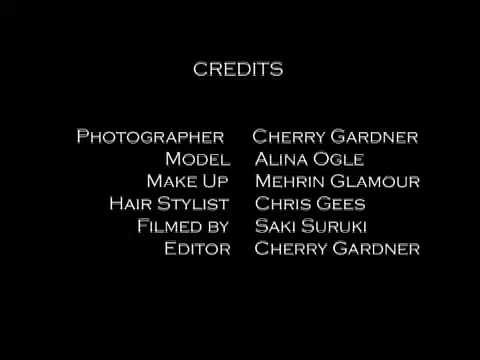 CREDITS
PHOTOGRAPHER CHERRY GARDNER
MODEL ALINA OGLE
MAKE UP MEHRIN GLAMOUR
HAIR STYLIST CHRIS GEES
FILMED BY SAKI SURUKI
EDITOR CHERRY GARDNER